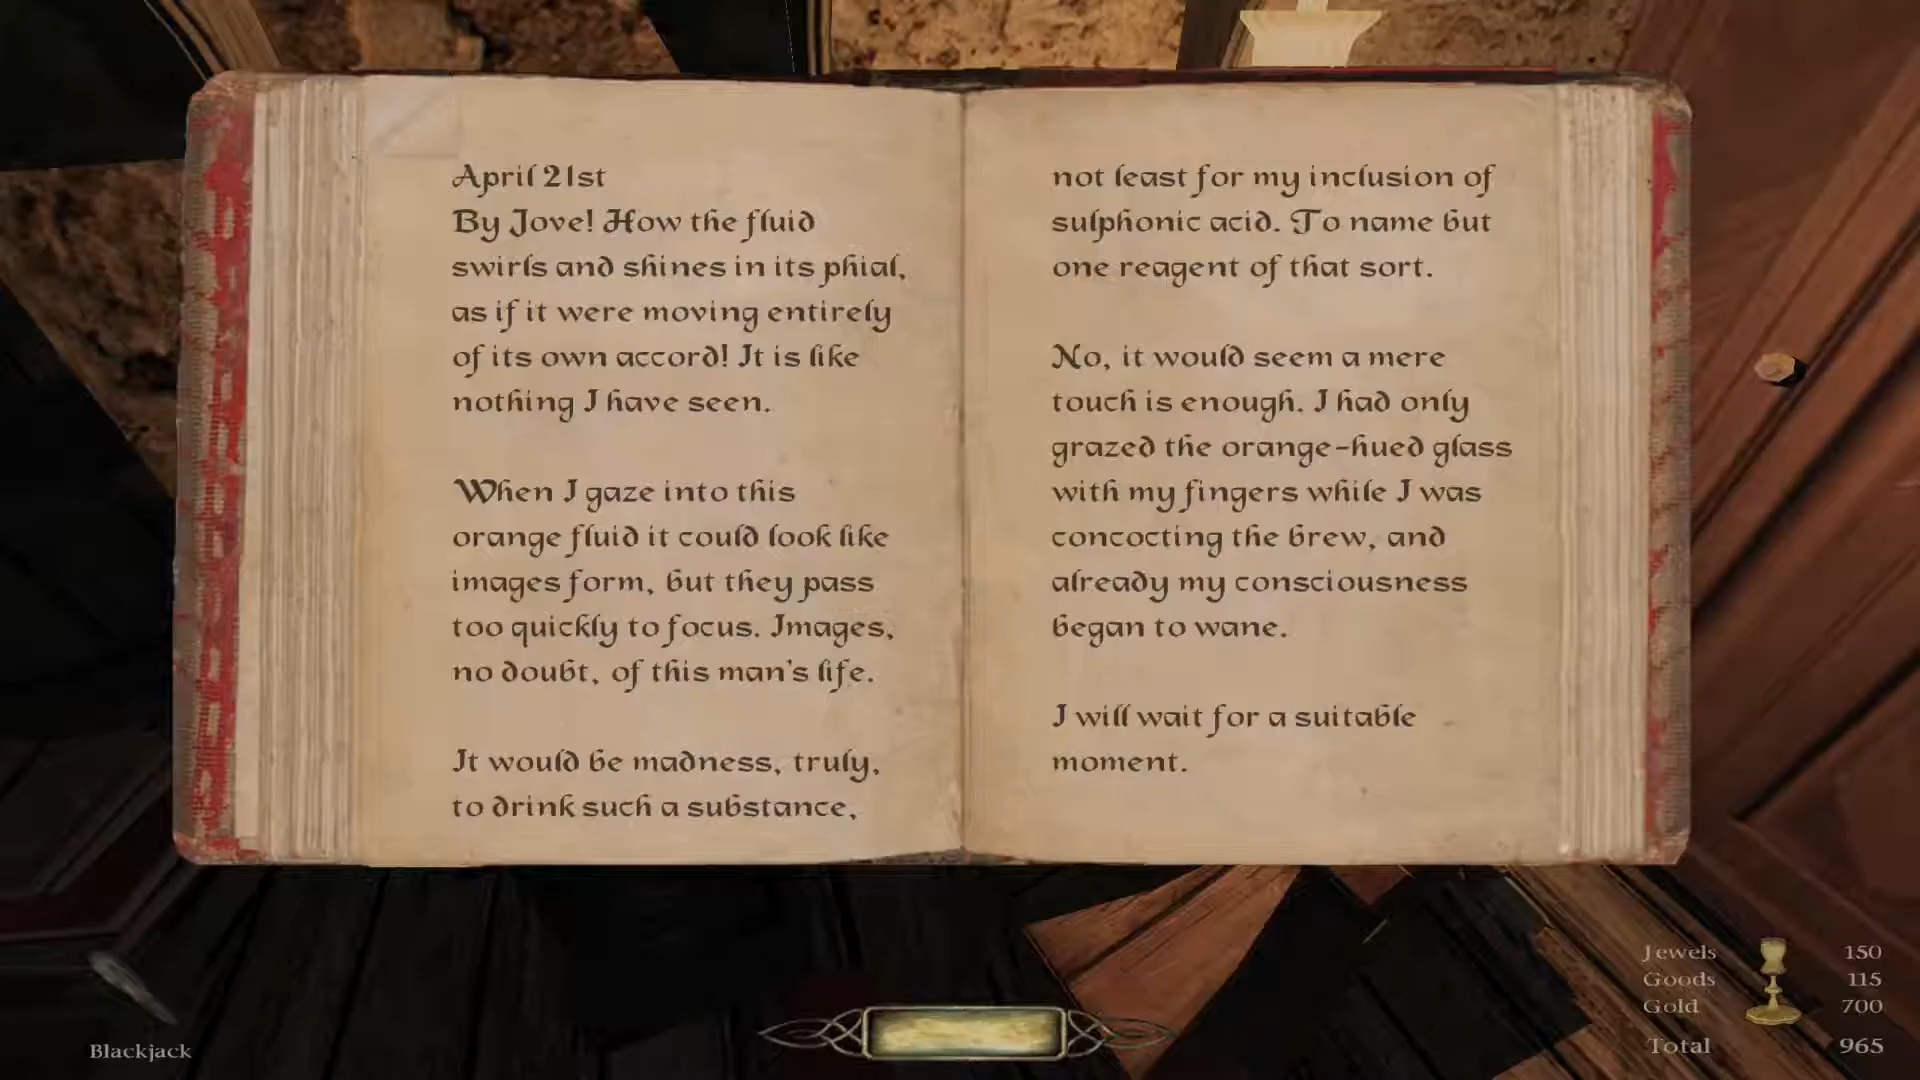 April 21st
By Jove! How the fluid
swirls and shines in its phial,
as if it were moving entirely
of its own accord! It is like
nothing I have seen.
When I gaze into this
orange fluid it could look like
images form, but they pass
too quickly to focus. Images,
no doubt, of this man's life.
It would be madness, truly,
to drink such a substance,
not least for my inclusion of
sulphonic acid. To name but
one reagent of that sort.
No, it would seem a mere
touch is enough. I had only
grazed the orange-hued glass
with my fingers while I was
concocting the brew, and
already my consciousness
began to wane.
I will wait for a suitable
moment.
Jewels 150
Goods 115
Gold 700
Total 965
Blackjack